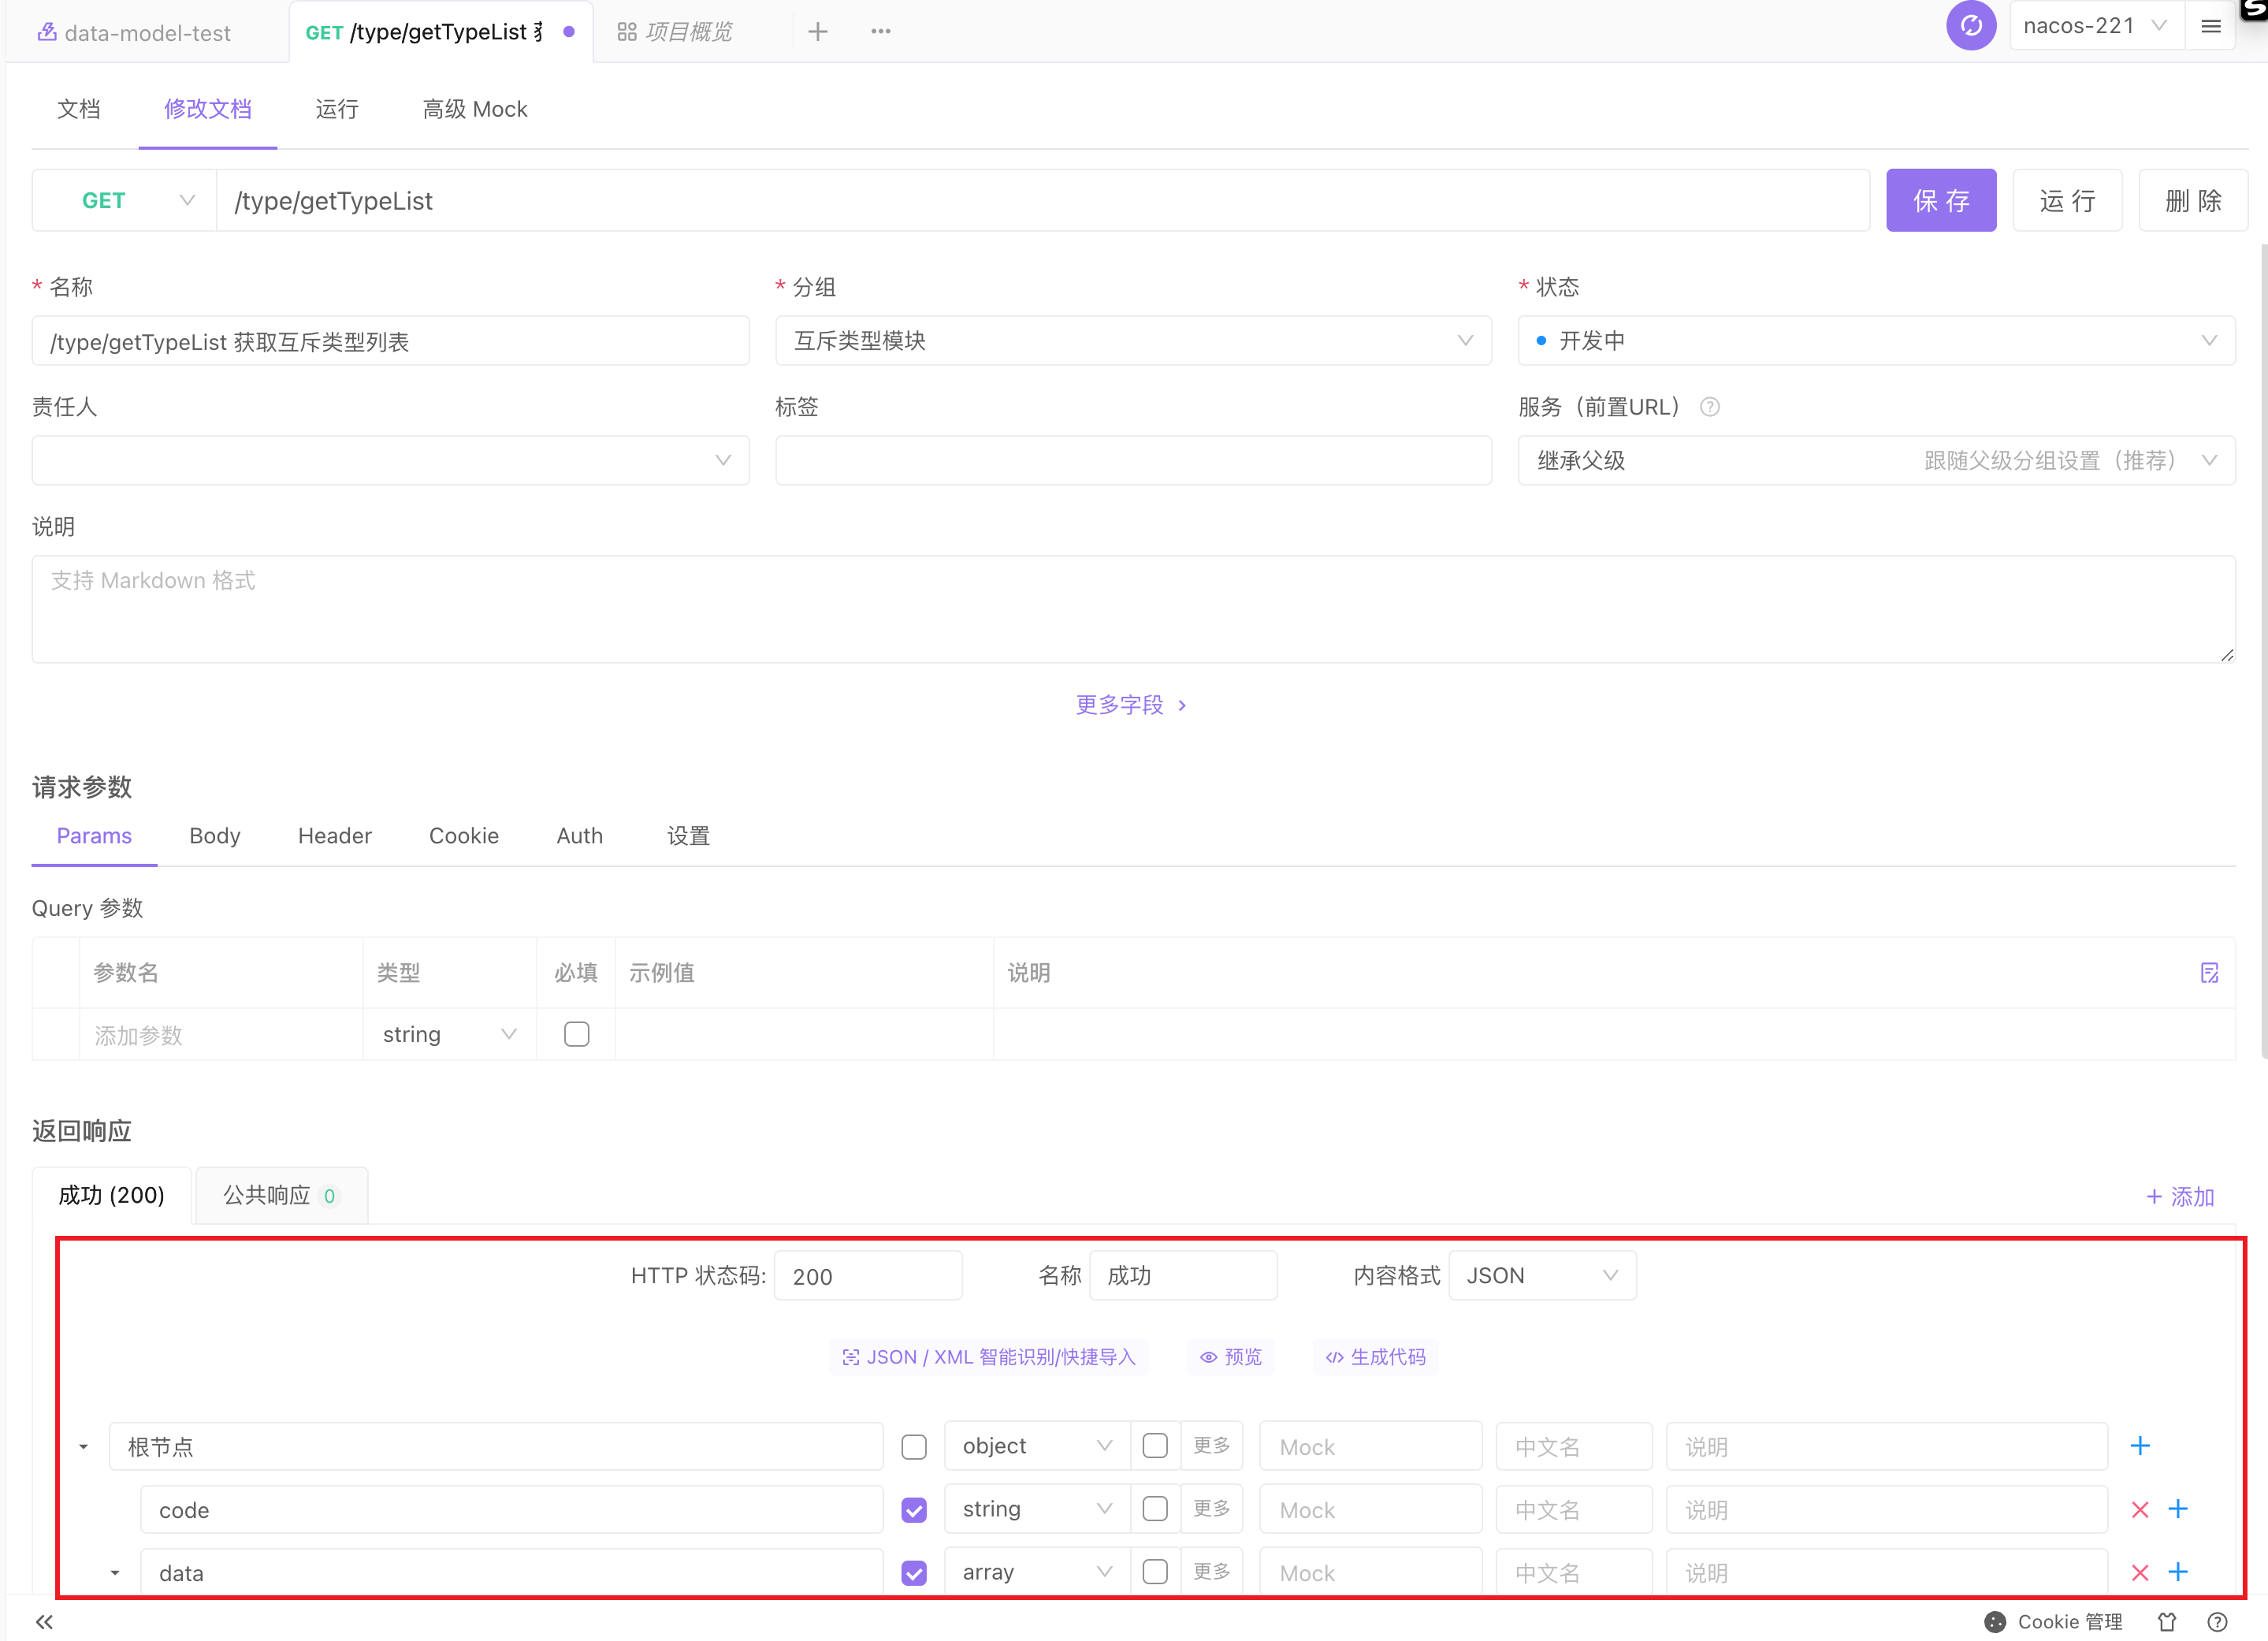 data-model-test
GET /type/getTypeList
项目概览
nacos-221
文档 修改文档 运行 高级 Mock
GET /type/getTypeList 保 存 运 行 删 除
* 名称 * 分组 * 状态
/type/getTypeList 获取互斥类型列表 互斥类型模块 开发中
责任人 标签 服务（前置URL）
继承父级 跟随父级分组设置（推荐）
说明
支持 Markdown 格式
更多字段
请求参数
Params Body Header Cookie Auth 设置
Query 参数
参数名 类型 必填 示例值 说明
添加参数 string
返回响应
成功 (200) 公共响应 0 + 添加
HTTP 状态码: 200 名称 成功 内容格式 JSON
JSON / XML 智能识别/快捷导入 预览 生成代码
根节点 object 更多 Mock 中文名 说明
code string 更多 Mock 中文名 说明
data array 更多 Mock 中文名 说明
Cookie 管理